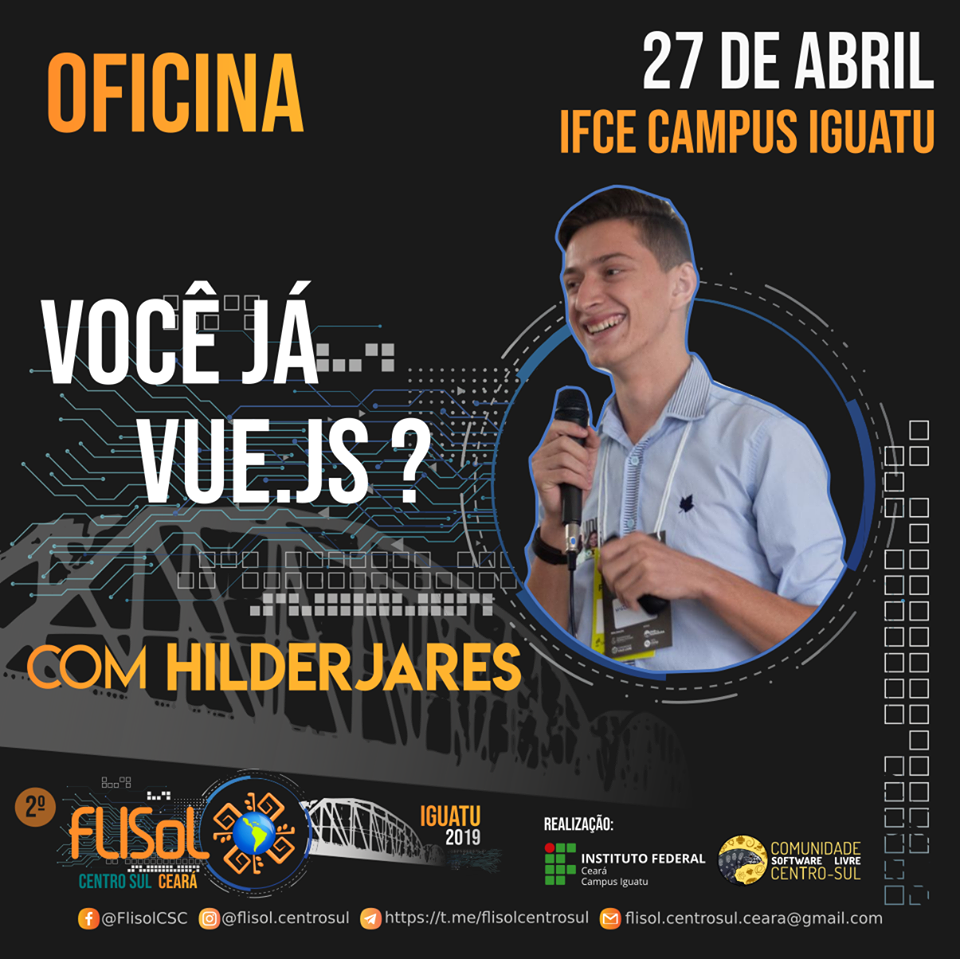 OFICINA
27 DE ABRIL
IFCE CAMPUS IGUATU
VOCÊ JÁ
VUE.JS ?
COM HILDERJARES
2º
FLISoL
CENTRO SUL CEARÁ
IGUATU
2019
REALIZAÇÃO:
INSTITUTO FEDERAL
Ceará
Campus Iguatu
COMUNIDADE
SOFTWARE LIVRE
CENTRO-SUL
@FlisolCSC
@flisol.centrosul
https://t.me/flisolcentrosul
flisol.centrosul.ceara@gmail.com